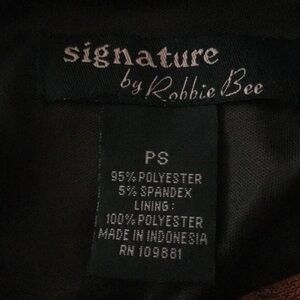 signature
by Robbie Bee
PS
95% POLYESTER
5% SPANDEX
LINING:
100% POLYESTER
MADE IN INDONESIA
RN 109881